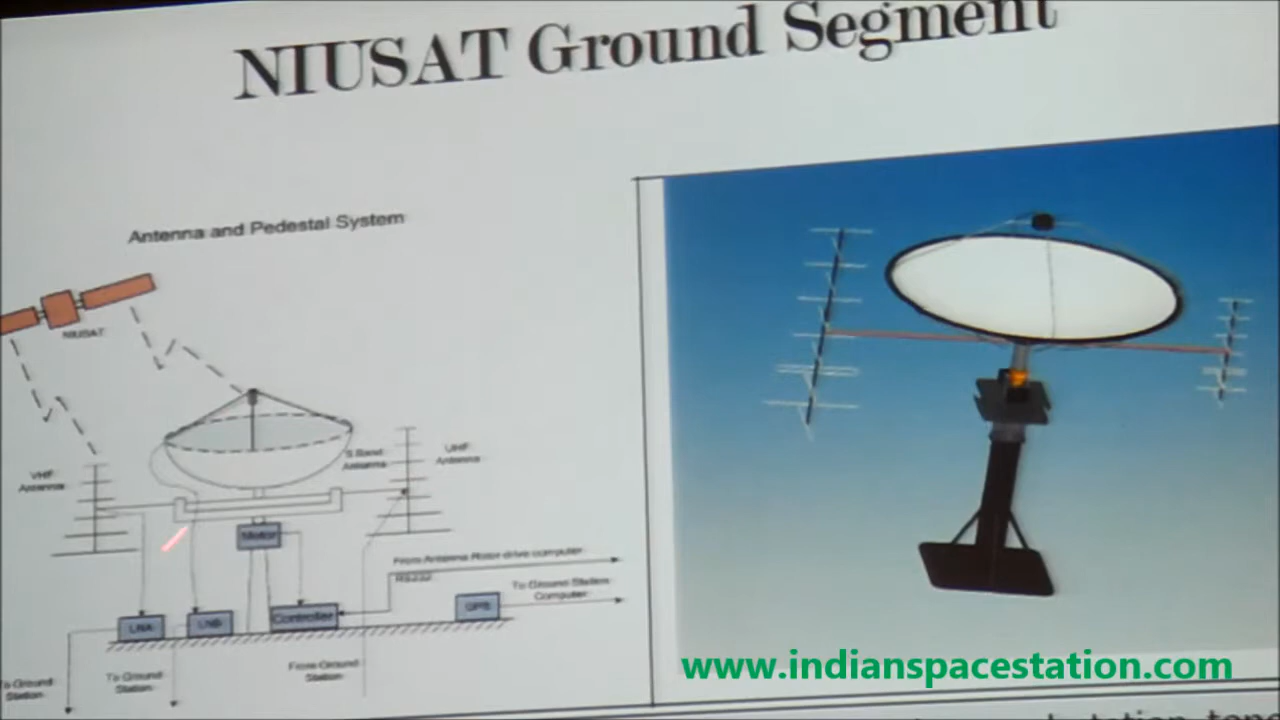 NIUSAT Ground Segment
Antenna and Pedestal System
NIUSAT
S Band
Antenna
UHF
Antenna
VHF
Antenna
Motor
From Antenna Rotor drive computer
RS232
To Ground Station
Computer
GPS
Controller
LNA
LNB
From Ground
Station
To Ground
Station
To Ground
Station
www.indianspacestation.com
station